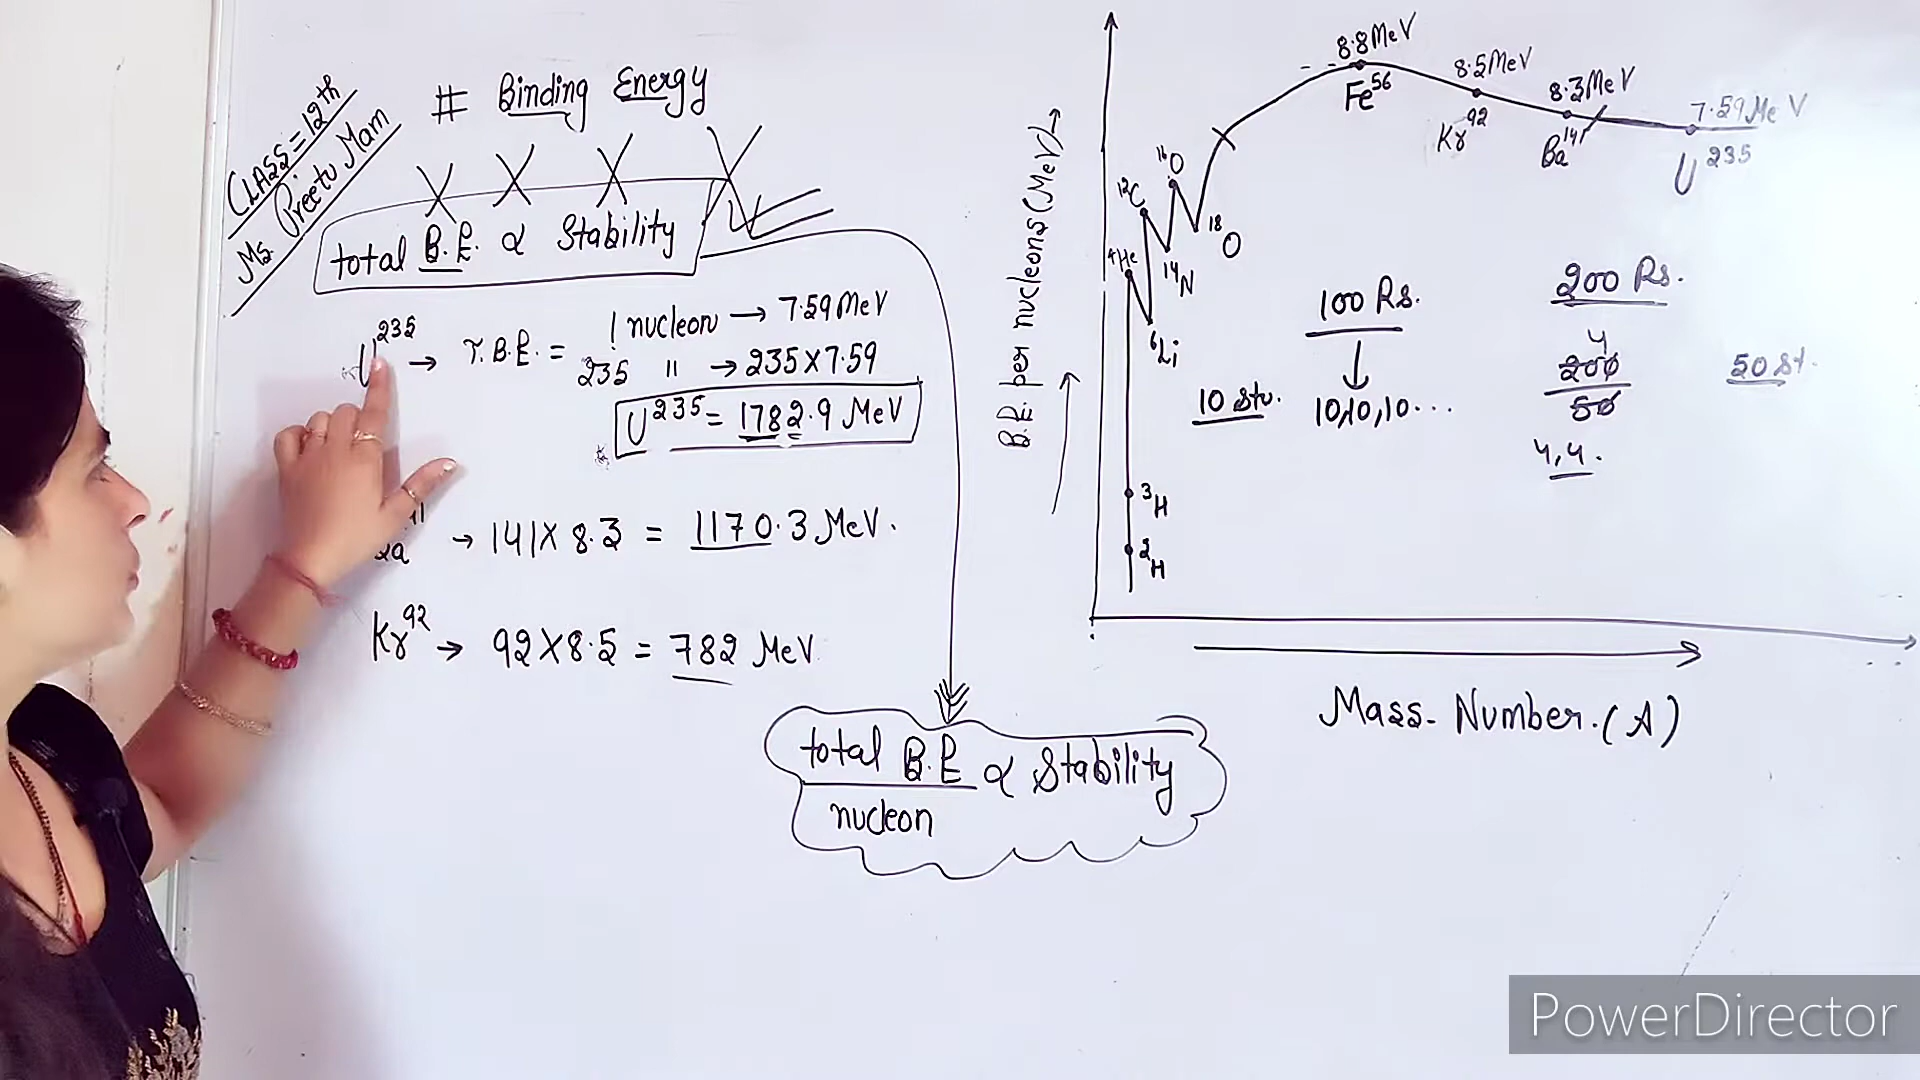 CLASS = 12th
Ms. Preetu Mam
# Binding Energy
total B.E. ∝ Stability
U²³⁵ → T.B.E. = 1 nucleon → 7.59 MeV
235 " → 235 X 7.59
U²³⁵ = 1782.9 MeV
→ 141 X 8.3 = 1170.3 MeV.
Kr⁹² → 92 X 8.5 = 782 MeV
total B.E / nucleon ∝ Stability
B.E. per nucleons (MeV) →
8.8 MeV
Fe⁵⁶
8.5 MeV
Kr⁹²
8.3 MeV
Ba¹⁴¹
7.59 MeV
U²³⁵
¹⁶O
¹²C
¹⁸O
⁴He
¹⁴N
⁶Li
³H
²H
100 Rs.
200 Rs.
10 Stu.
10,10,10...
4
200
50
50 St.
4,4.
Mass-Number.(A)
PowerDirector